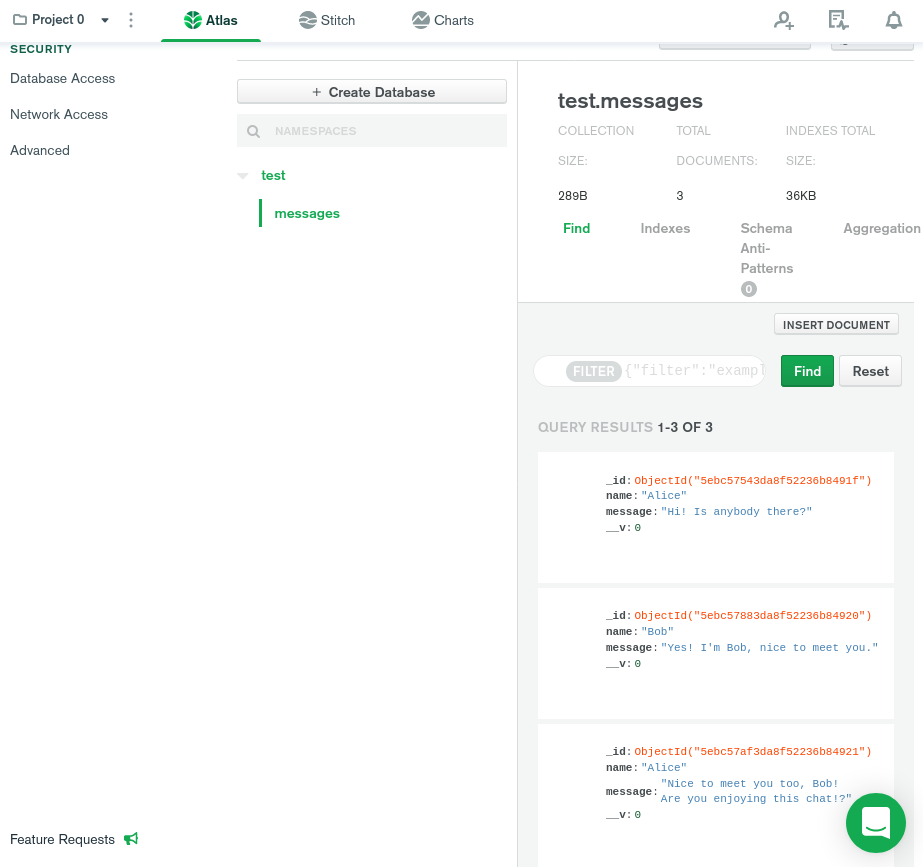 Project 0
Atlas
Stitch
Charts
SECURITY
Database Access
Network Access
Advanced
+ Create Database
NAMESPACES
test
messages
test.messages
COLLECTION SIZE:
289B
TOTAL DOCUMENTS:
3
INDEXES TOTAL SIZE:
36KB
Find
Indexes
Schema
Anti-
Patterns
0
Aggregation
INSERT DOCUMENT
FILTER {"filter":"exampl
Find
Reset
QUERY RESULTS 1-3 OF 3
_id: ObjectId("5ebc57543da8f52236b8491f")
name: "Alice"
message: "Hi! Is anybody there?"
__v: 0
_id: ObjectId("5ebc57883da8f52236b84920")
name: "Bob"
message: "Yes! I'm Bob, nice to meet you."
__v: 0
_id: ObjectId("5ebc57af3da8f52236b84921")
name: "Alice"
message: "Nice to meet you too, Bob!
Are you enjoying this chat!?"
__v: 0
Feature Requests